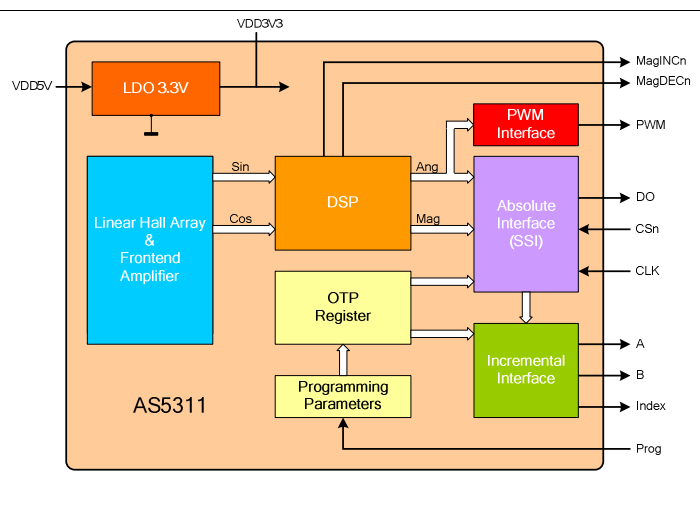 VDD3V3
VDD5V
LDO 3.3V
MagINCn
MagDECn
PWM
Interface
PWM
Sin
Cos
Linear Hall Array
&
Frontend
Amplifier
DSP
Ang
Mag
Absolute
Interface
(SSI)
DO
CSn
CLK
OTP
Register
Incremental
Interface
A
B
Index
Programming
Parameters
AS5311
Prog